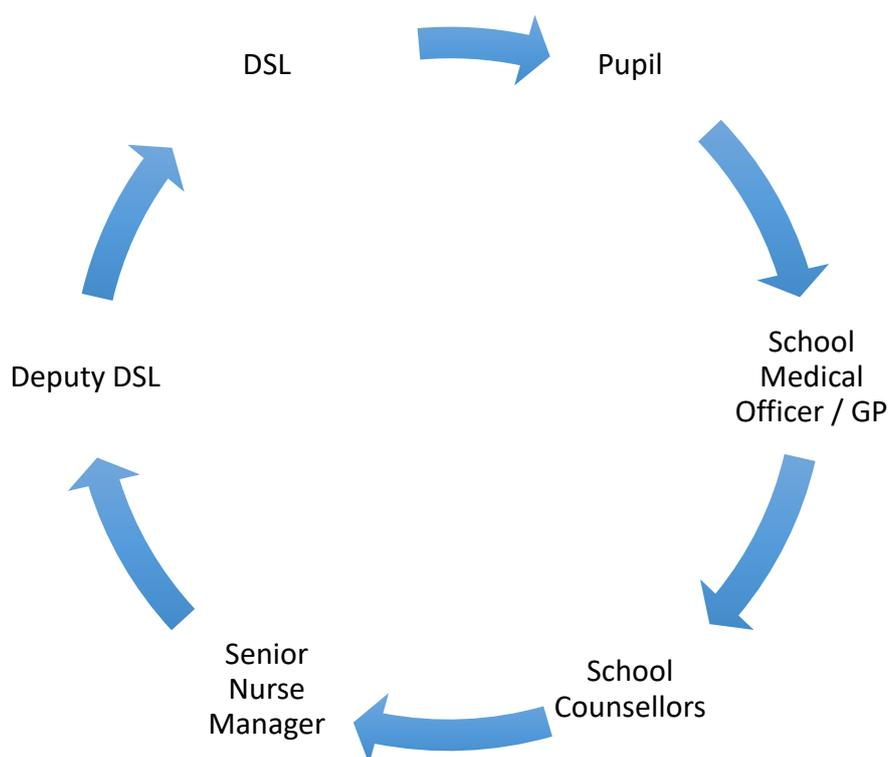 DSL
Pupil
School
Medical
Officer / GP
School
Counsellors
Senior
Nurse
Manager
Deputy DSL